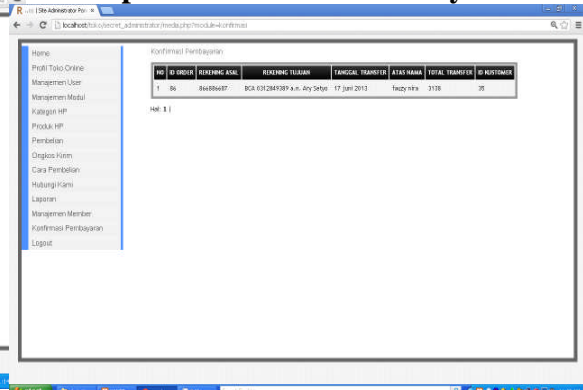 | Site Administrator Por
localhost/toko/secret_administrator/media.php?module=konfirmasi
Home
Profil Toko Online
Manajemen User
Manajemen Modul
Kategori HP
Produk HP
Pembelian
Ongkos Kirim
Cara Pembelian
Hubungi Kami
Laporan
Manajemen Member
Konfirmasi Pembayaran
Logout
Konfirmasi Pembayaran
NO ID ORDER REKENING ASAL REKENING TUJUAN TANGGAL TRANSFER ATAS NAMA TOTAL TRANSFER ID KUSTOMER
1 86 866886687 BCA 0312849389 a.n. Ary Setyo 17 Juni 2013 fauzy nira 3138 35
Hal: 1 |